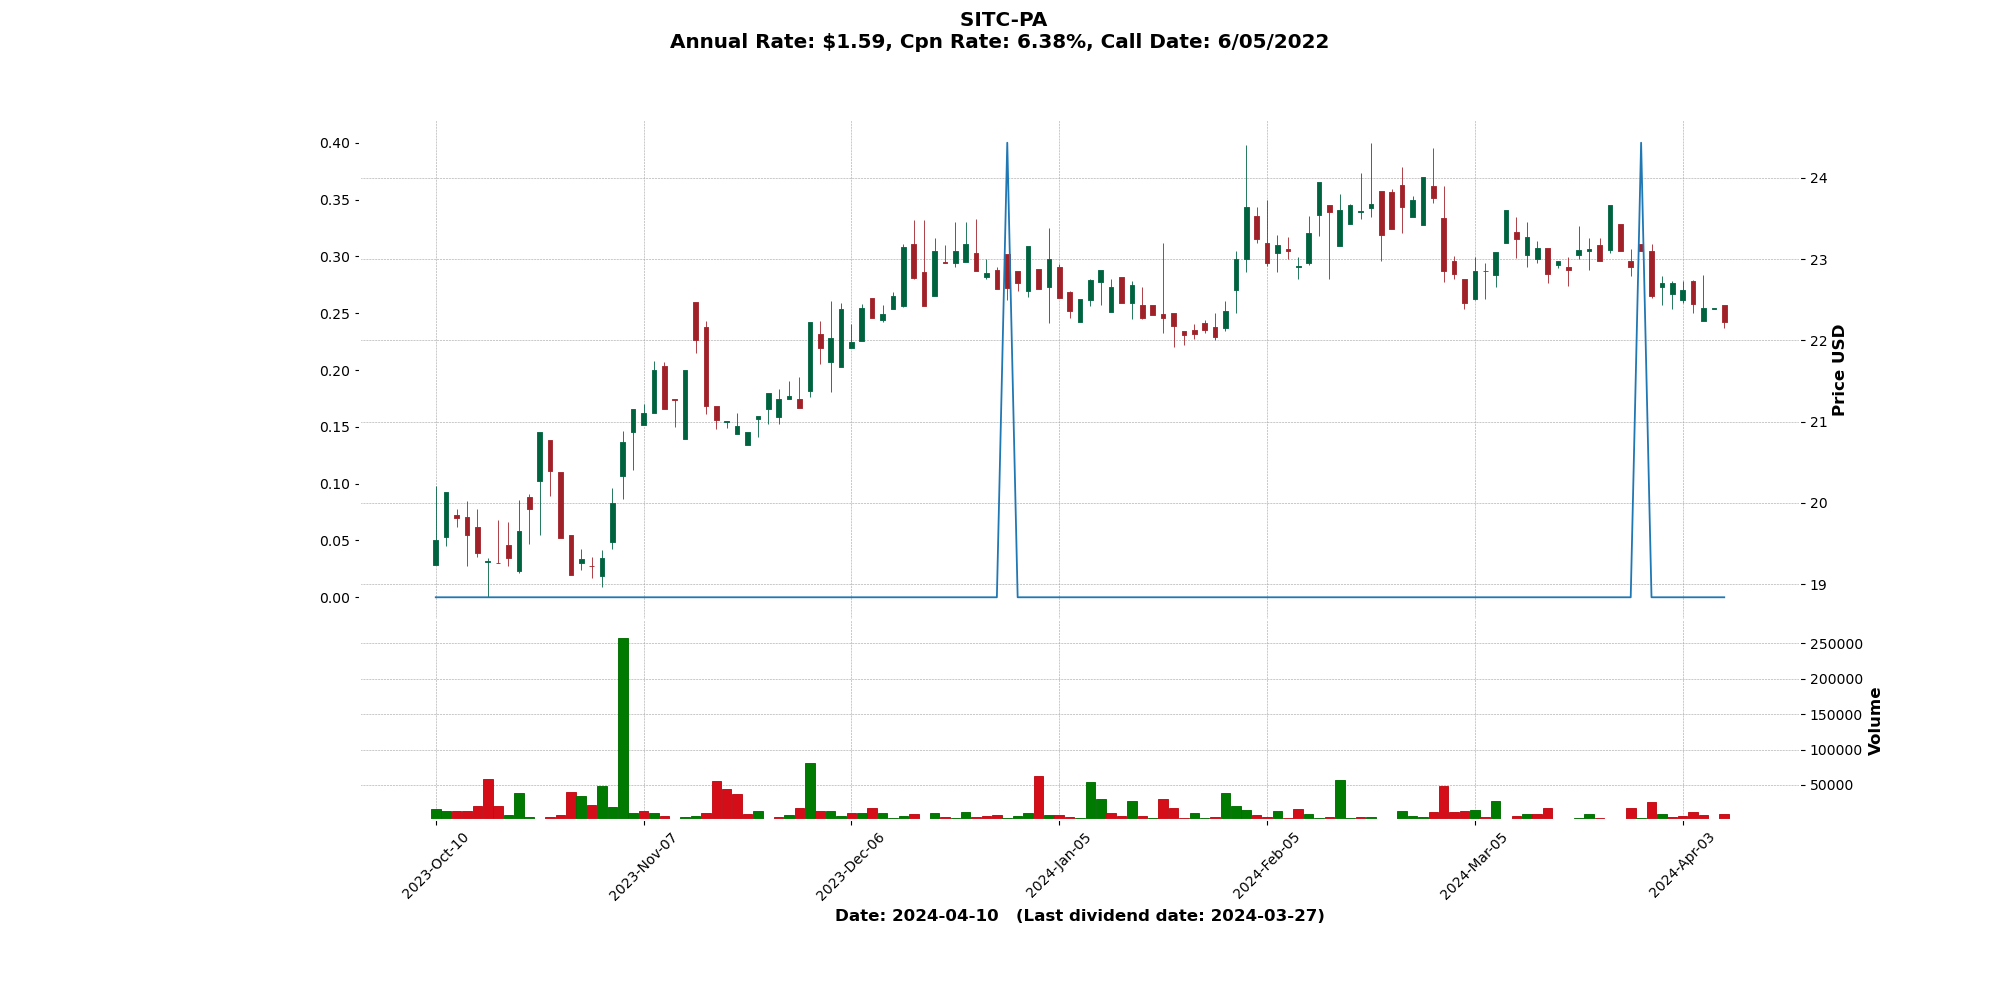 SITC-PA
Annual Rate: $1.59, Cpn Rate: 6.38%, Call Date: 6/05/2022
0.40
0.35
0.30
0.25
0.20
0.15
0.10
0.05
0.00
24
23
22
21
20
19
Price USD
250000
200000
150000
100000
50000
Volume
2023-Oct-10
2023-Nov-07
2023-Dec-06
2024-Jan-05
2024-Feb-05
2024-Mar-05
2024-Apr-03
Date: 2024-04-10 (Last dividend date: 2024-03-27)